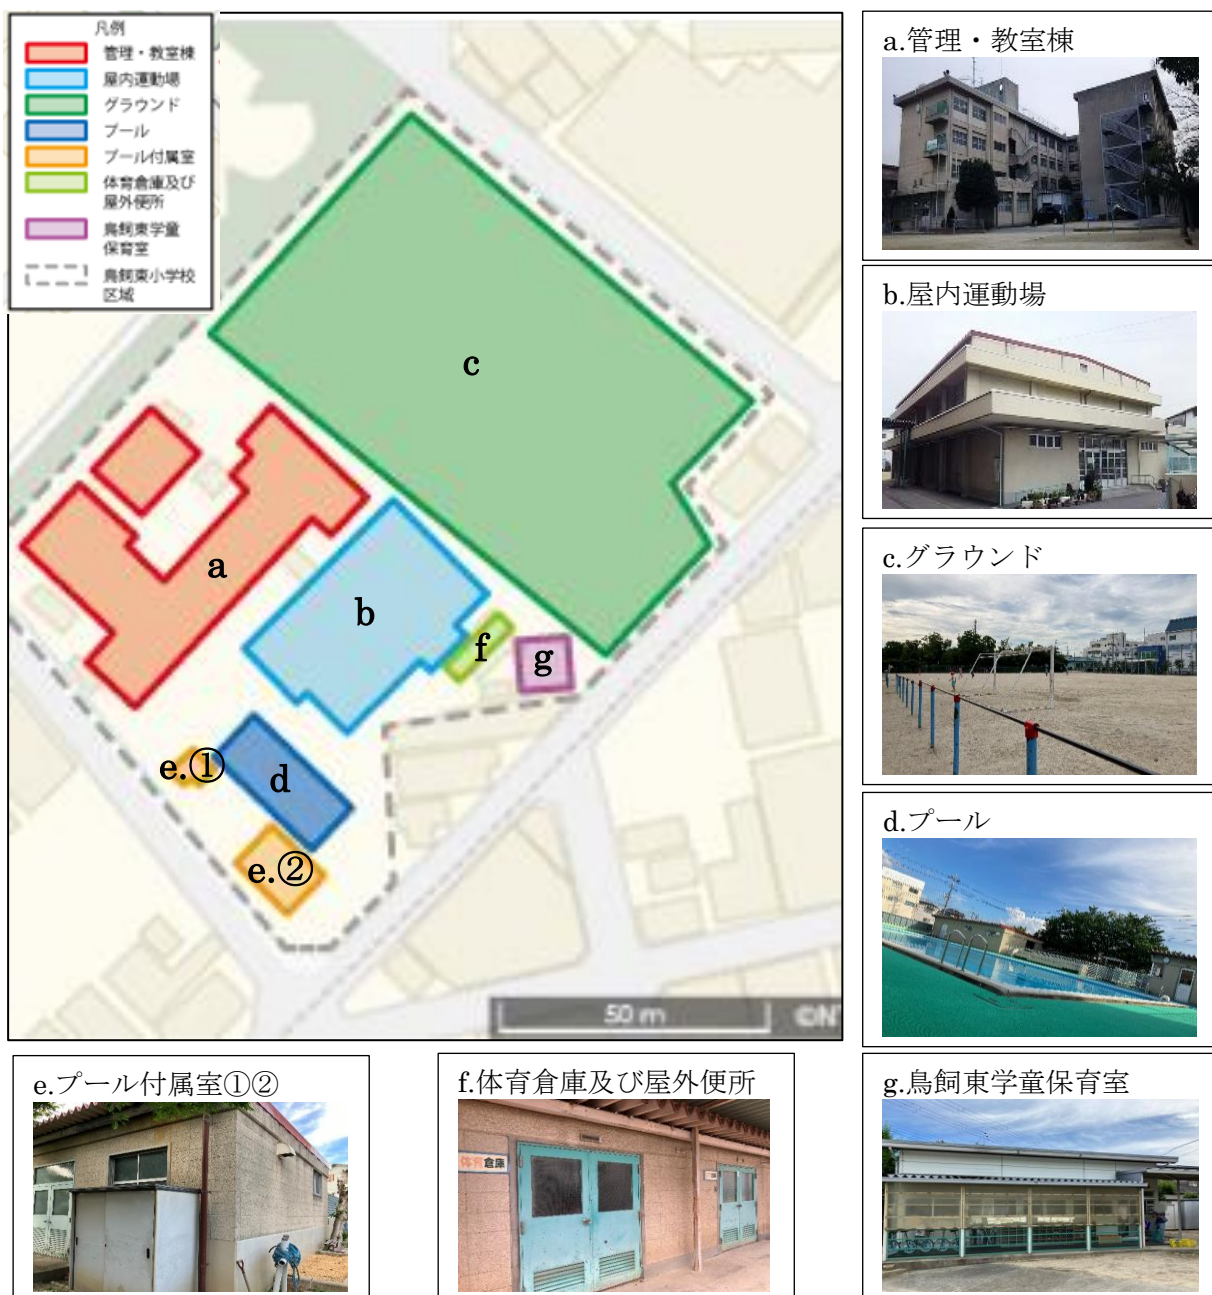 凡例
管理・教室棟
屋内運動場
グラウンド
プール
プール付属室
体育倉庫及び
屋外便所
鳥飼東学童
保育室
鳥飼東小学校
区域
a
b
c
d
e.①
e.②
f
g
50 m
©N
a.管理・教室棟
b.屋内運動場
c.グラウンド
d.プール
e.プール付属室①②
f.体育倉庫及び屋外便所
体育倉庫
g.鳥飼東学童保育室